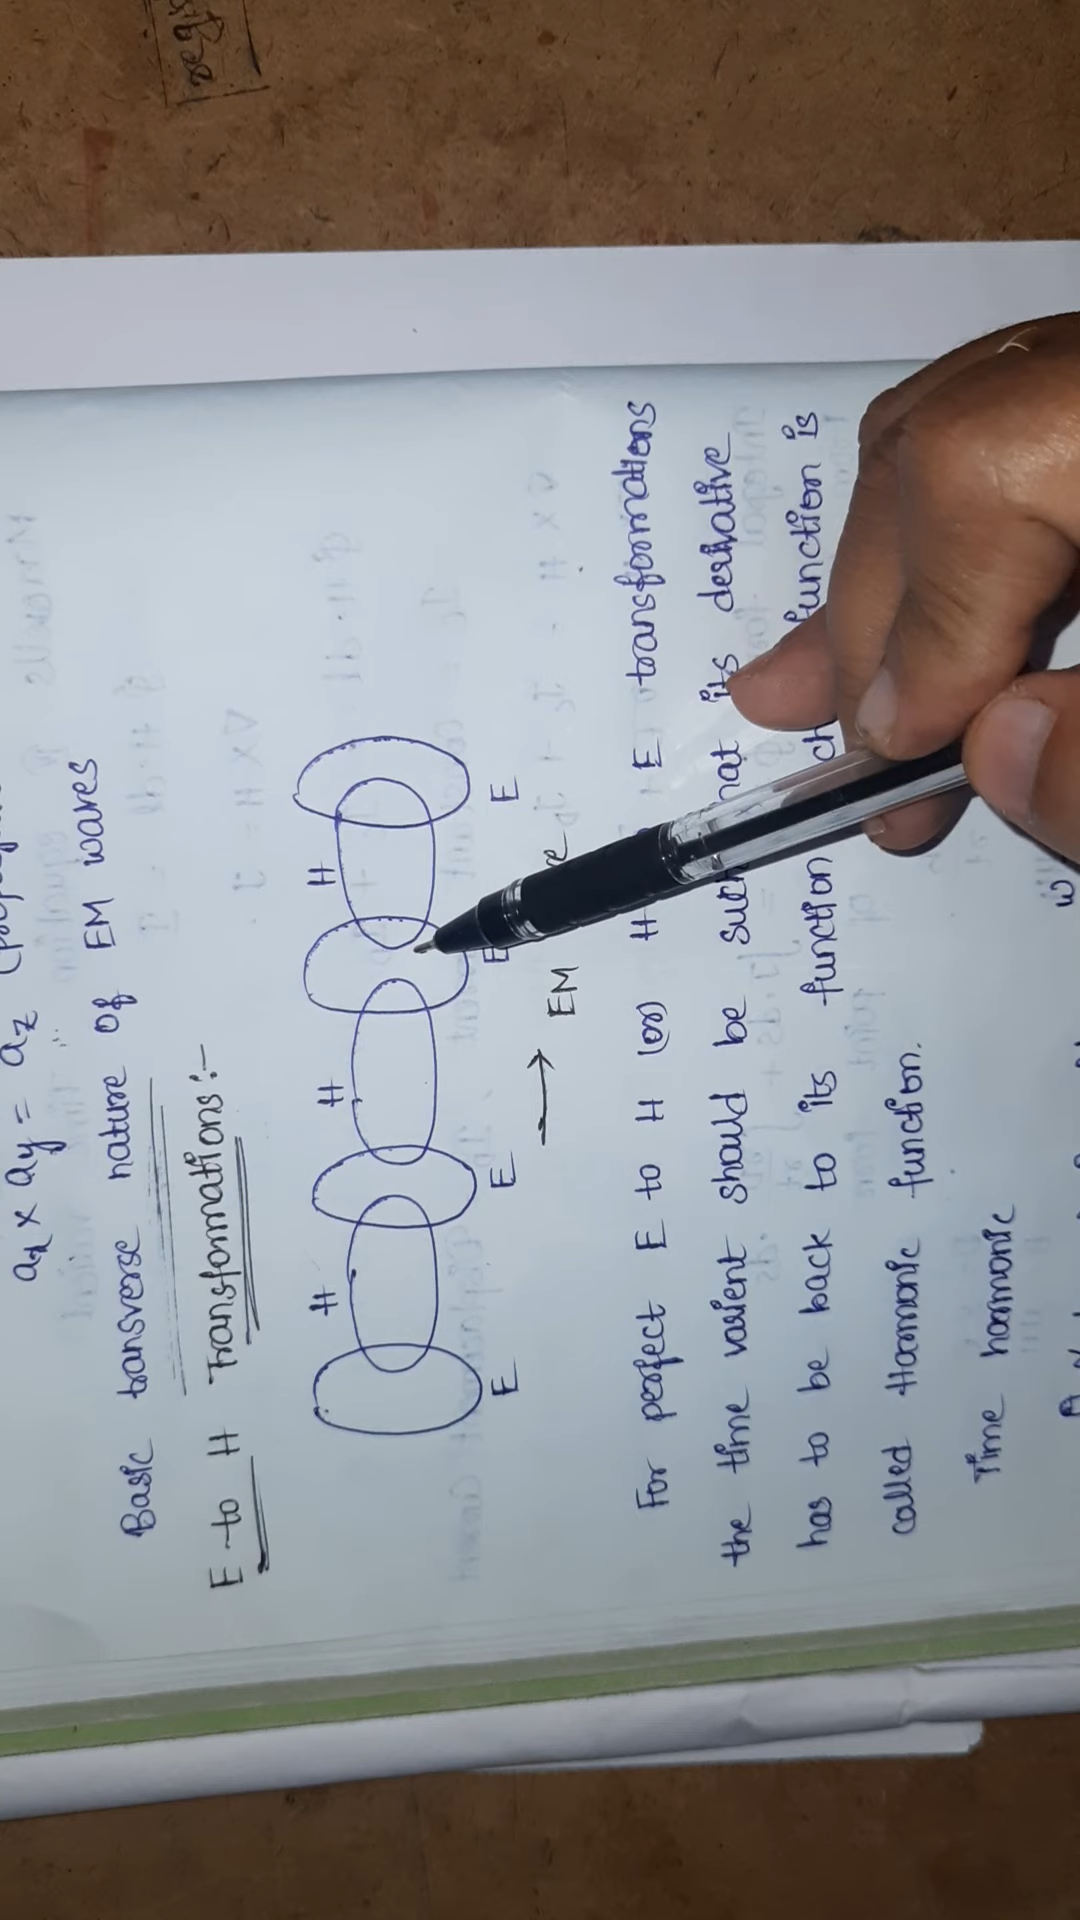 ax × ay = az
Basic transverse nature of EM waves
E to H Transfomations:-
H H H
E E E E
→ EM
For perfect E to H (or) H E transformations
the time varient should be such its derivative
has to be back to its function function is
called Harmonic function.
Time harmonic